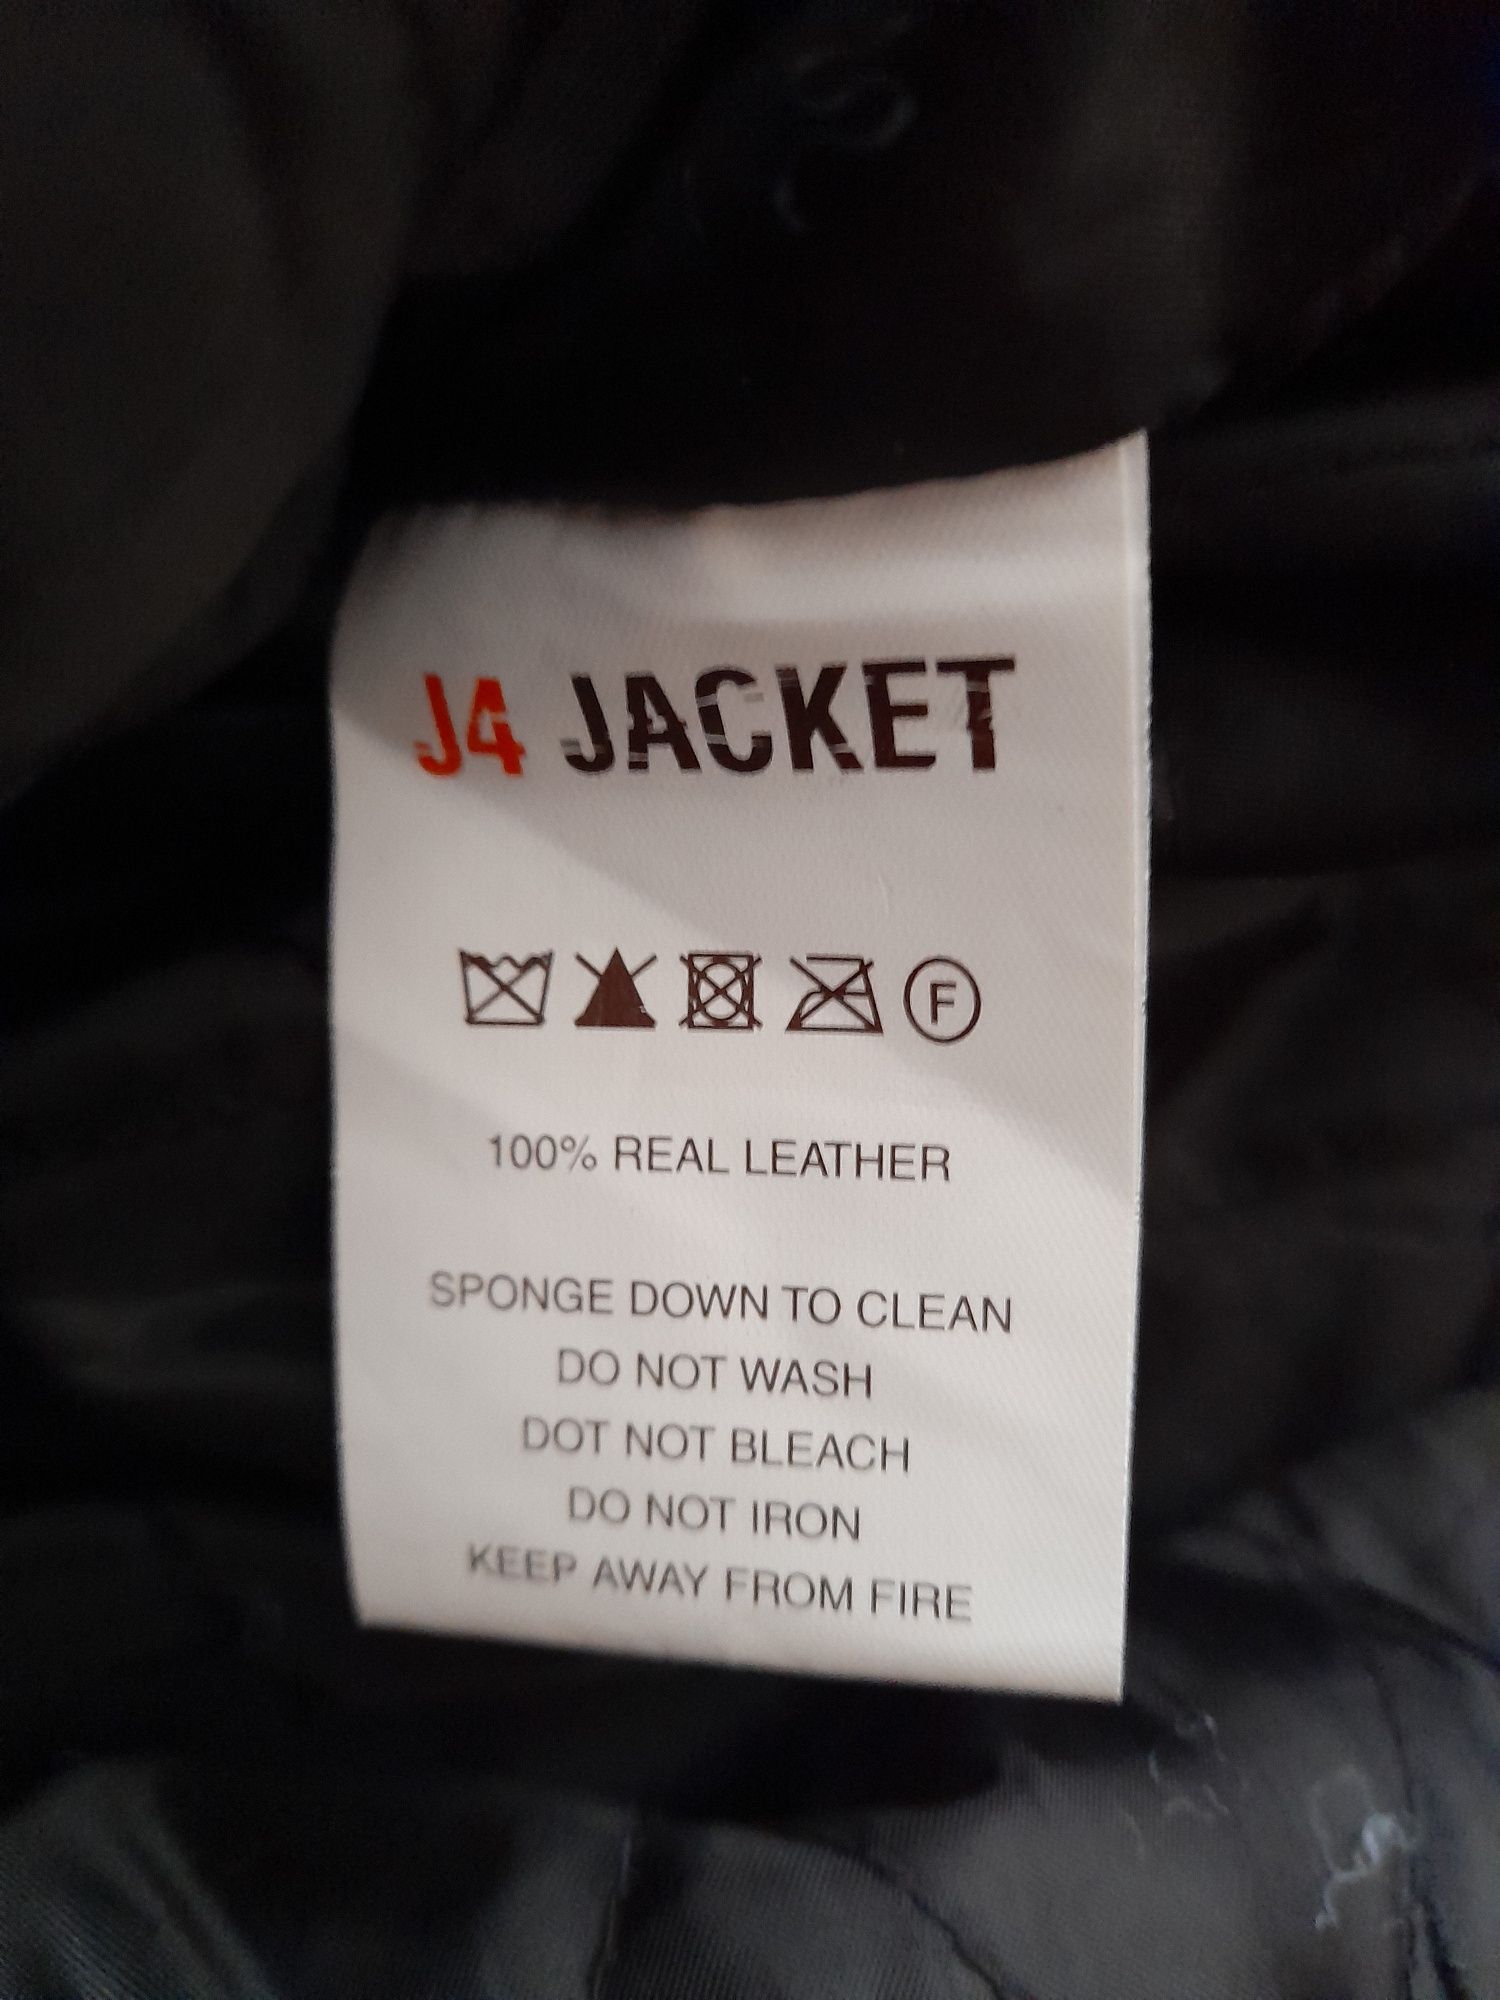 J4 JACKET
F
100% REAL LEATHER
SPONGE DOWN TO CLEAN
DO NOT WASH
DOT NOT BLEACH
DO NOT IRON
KEEP AWAY FROM FIRE